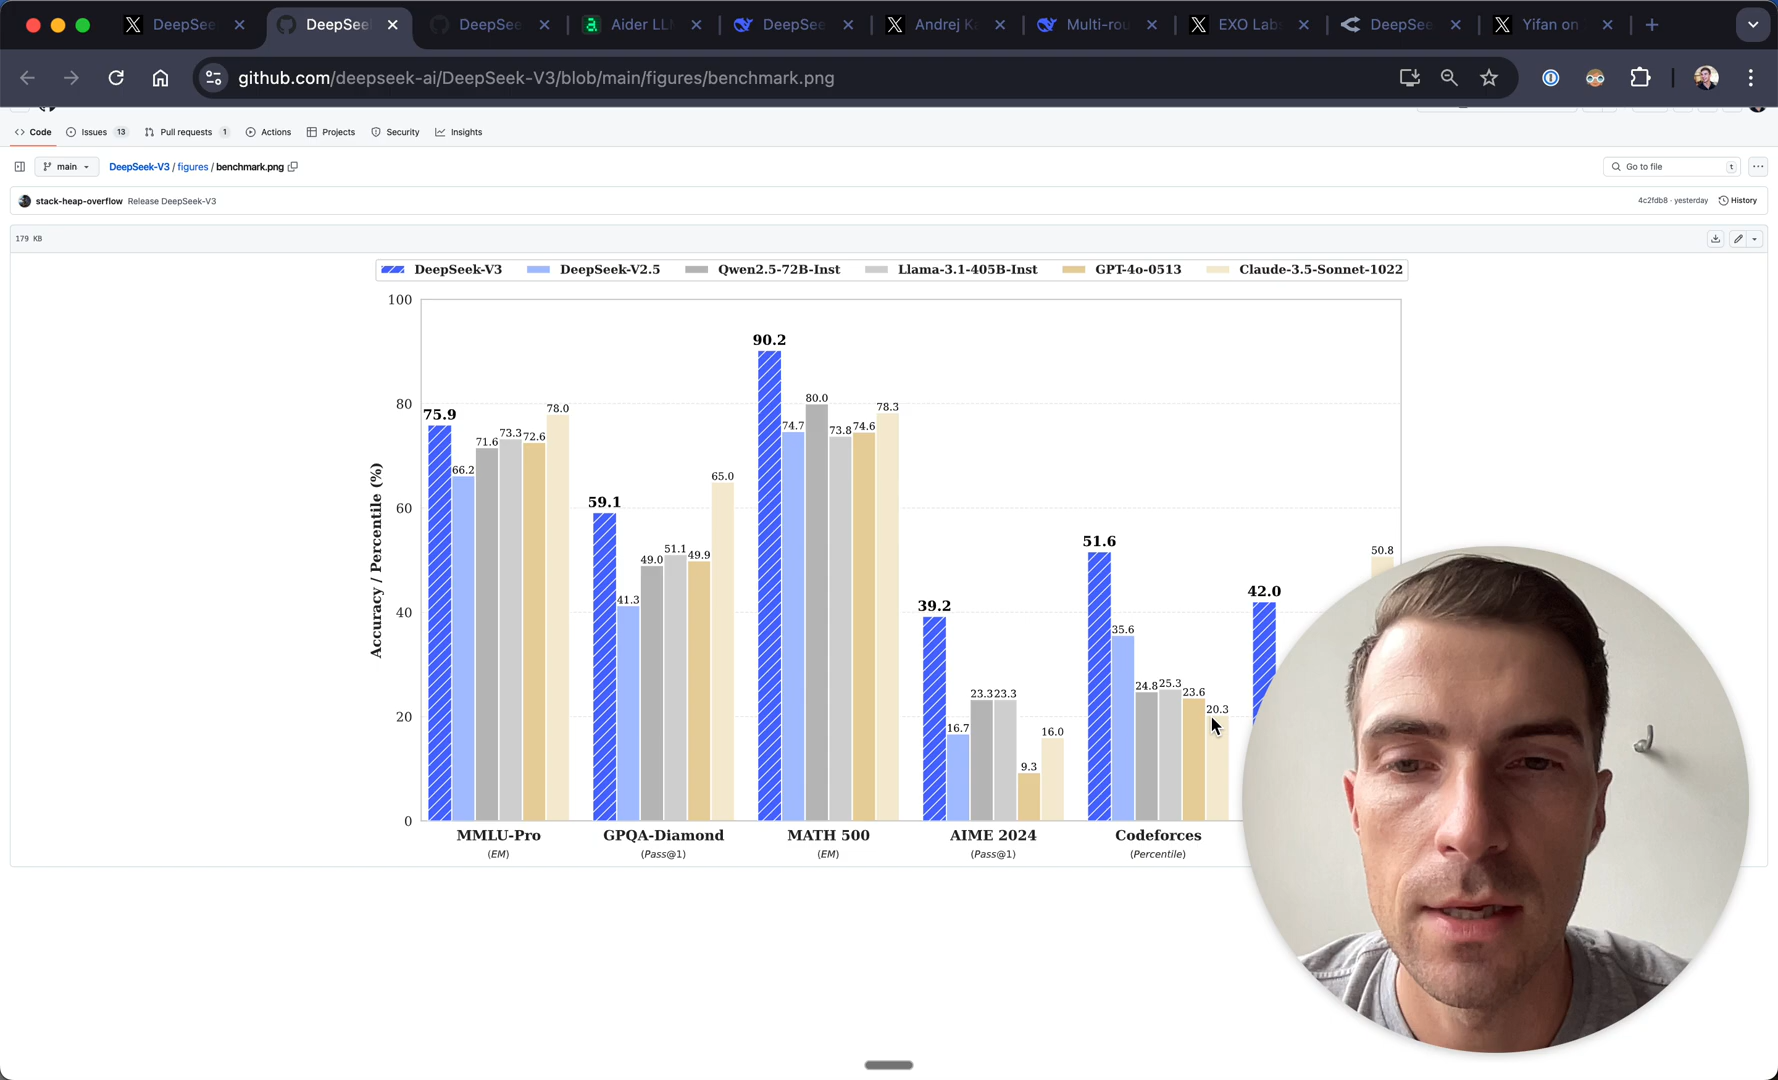 DeepSee
DeepSeel
DeepSee
Aider LLI
DeepSee
Andrej Ka
Multi-rou
EXO Labs
DeepSee
Yifan on
github.com/deepseek-ai/DeepSeek-V3/blob/main/figures/benchmark.png
Code
Issues 13
Pull requests 1
Actions
Projects
Security
Insights
main
DeepSeek-V3 / figures / benchmark.png
Go to file
t
stack-heap-overflow Release DeepSeek-V3
4c2fdb8 · yesterday
History
179 KB
DeepSeek-V3
DeepSeek-V2.5
Qwen2.5-72B-Inst
Llama-3.1-405B-Inst
GPT-4o-0513
Claude-3.5-Sonnet-1022
Accuracy / Percentile (%)
100
80
60
40
20
0
75.9
66.2
71.6
73.3
72.6
78.0
59.1
41.3
49.0
51.1
49.9
65.0
90.2
74.7
80.0
73.8
74.6
78.3
39.2
16.7
23.3
23.3
9.3
16.0
51.6
35.6
24.8
25.3
23.6
20.3
42.0
50.8
MMLU-Pro
(EM)
GPQA-Diamond
(Pass@1)
MATH 500
(EM)
AIME 2024
(Pass@1)
Codeforces
(Percentile)